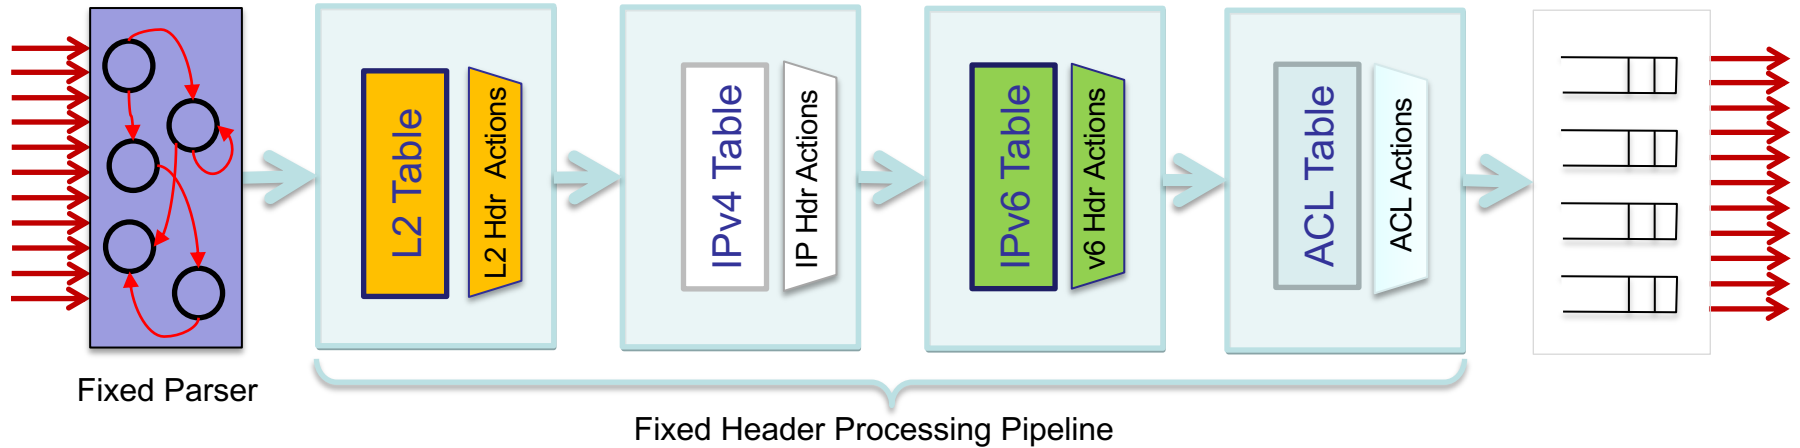 L2 Table
L2 Hdr Actions
IPv4 Table
IP Hdr Actions
IPv6 Table
v6 Hdr Actions
ACL Table
ACL Actions
Fixed Parser
Fixed Header Processing Pipeline